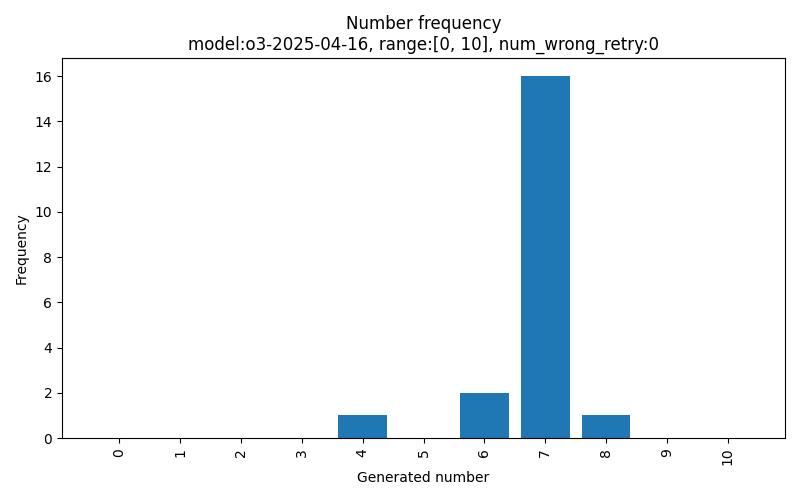 Number frequency
model:o3-2025-04-16, range:[0, 10], num_wrong_retry:0
16
14
12
10
8
6
4
2
0
Frequency
0 1 2 3 4 5 6 7 8 9 10
Generated number